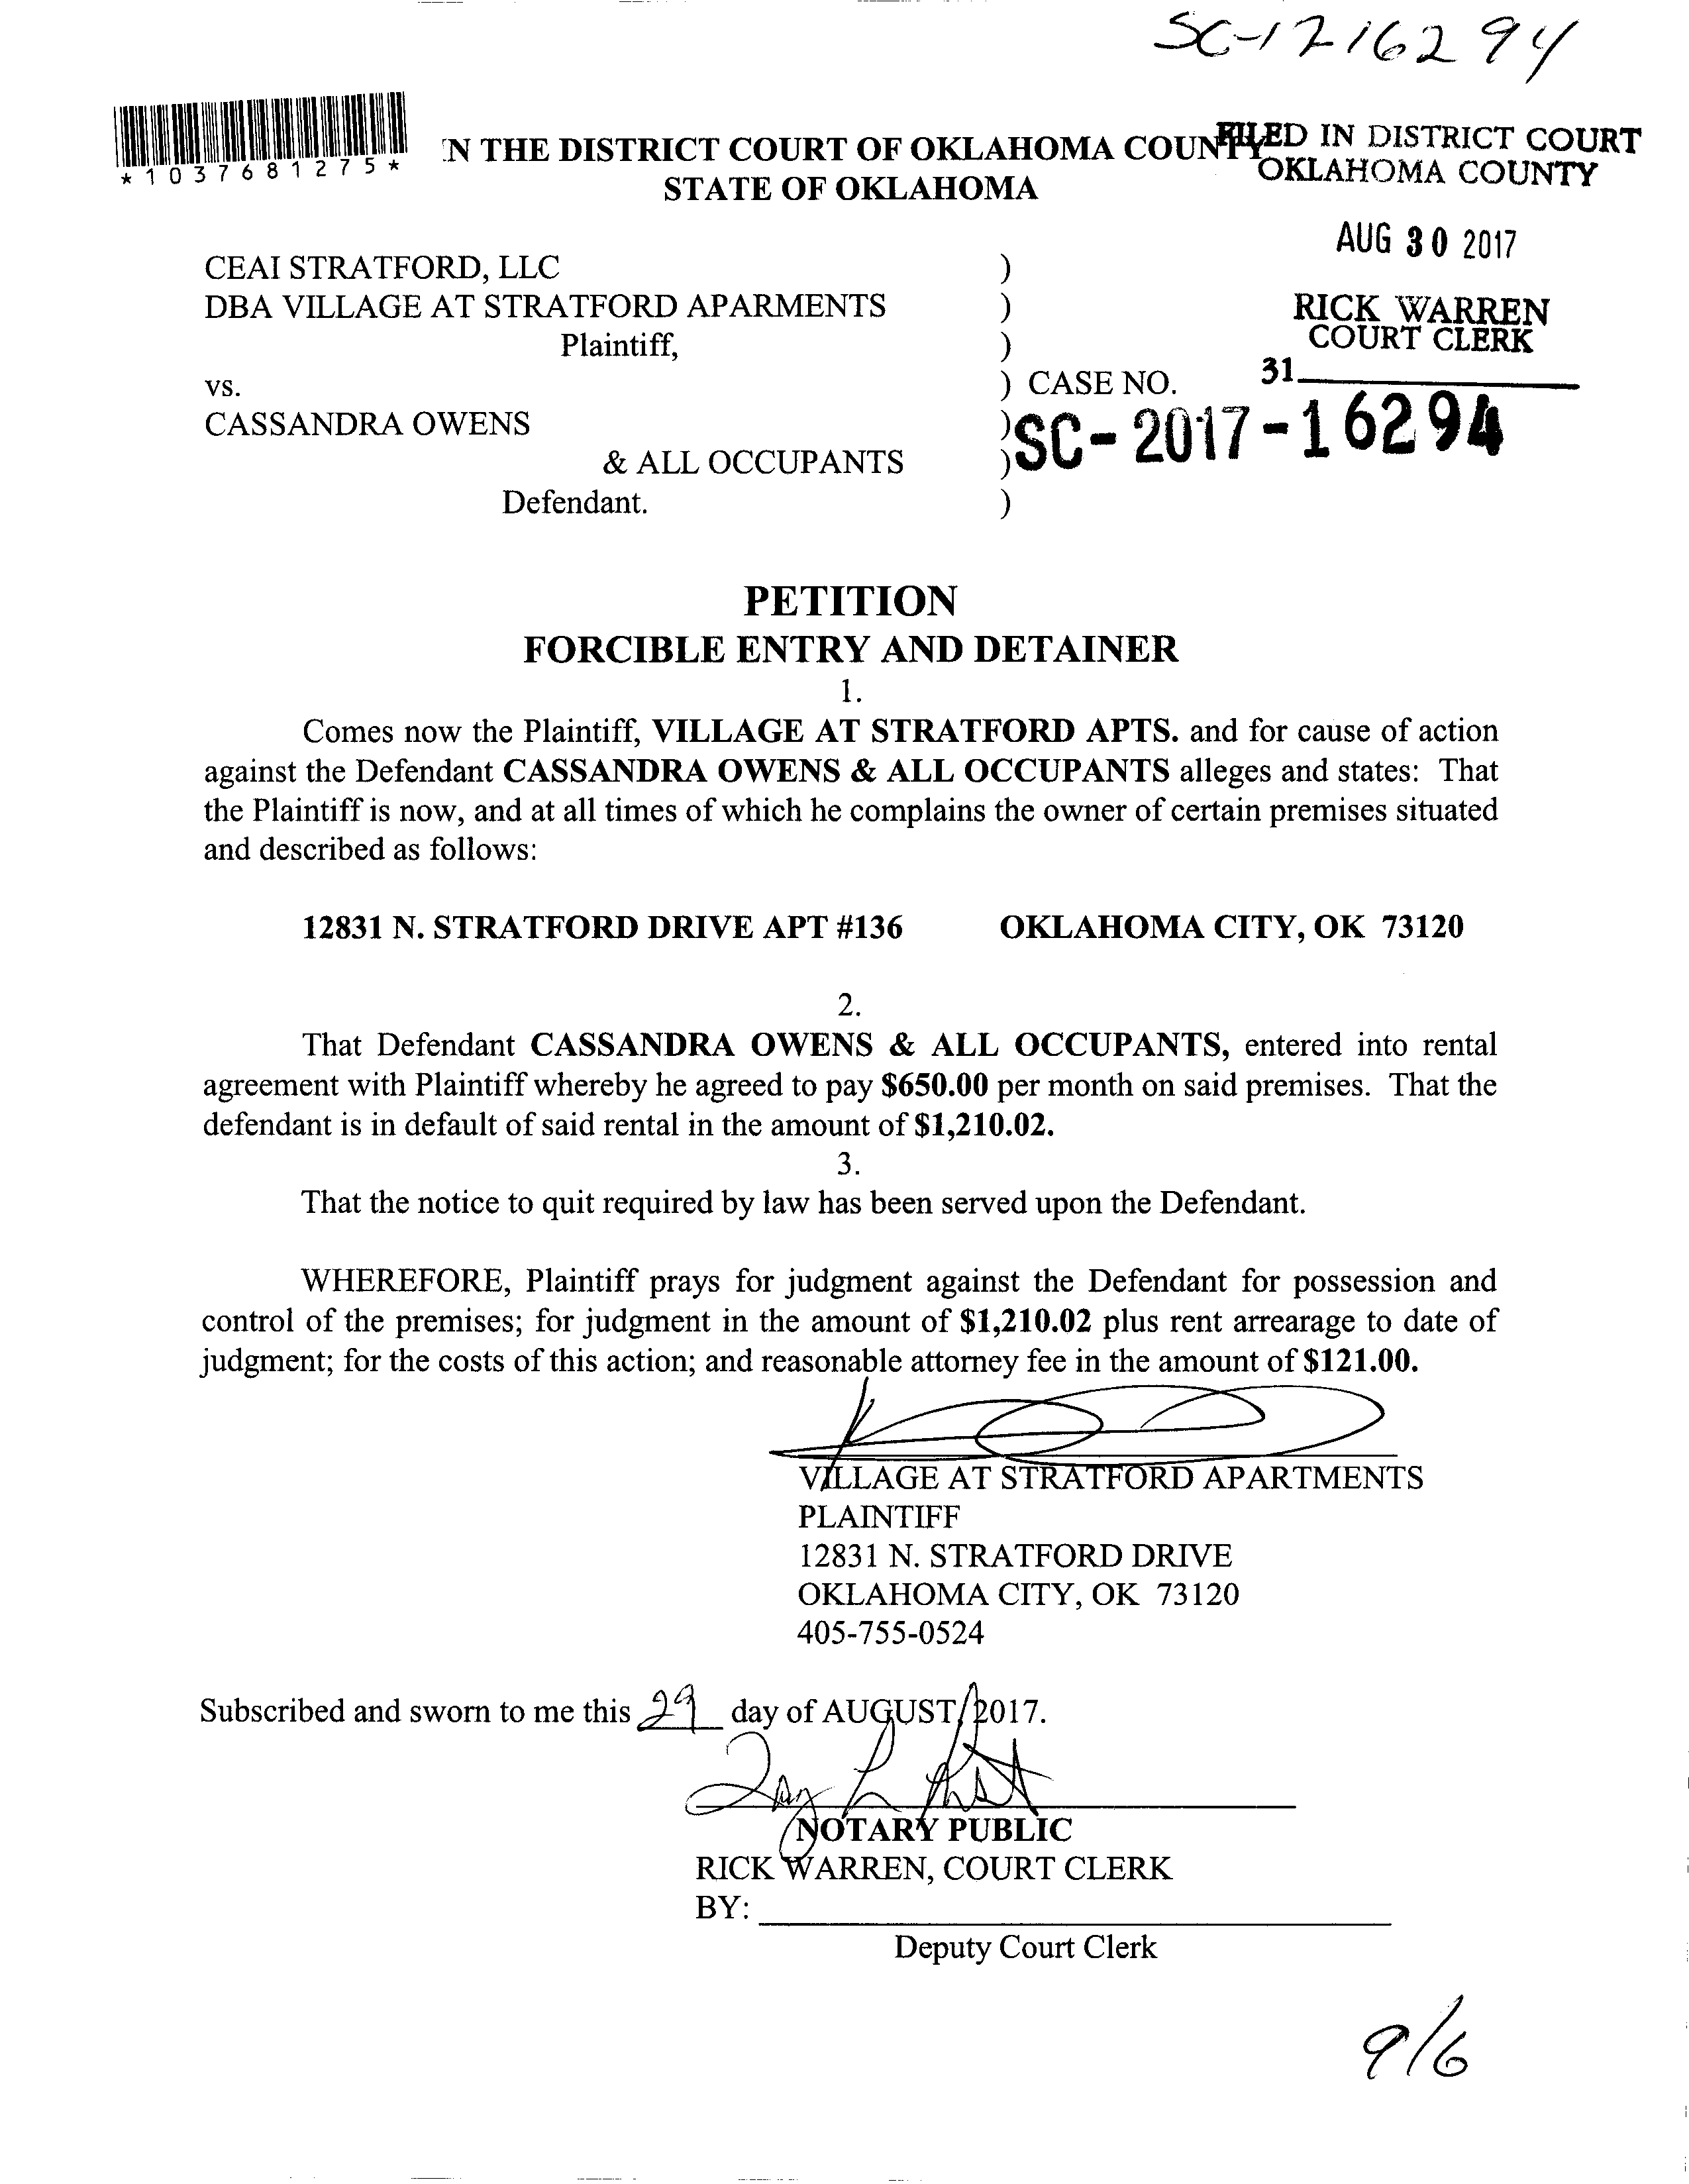 SC-17 16294
*1037681275*
IN THE DISTRICT COURT OF OKLAHOMA COUNTY
STATE OF OKLAHOMA
FILED IN DISTRICT COURT
OKLAHOMA COUNTY
AUG 30 2017
RICK WARREN
COURT CLERK
31
CEAI STRATFORD, LLC )
DBA VILLAGE AT STRATFORD APARMENTS )
Plaintiff, )
vs. ) CASE NO.
CASSANDRA OWENS ) SC-2017-16294
& ALL OCCUPANTS )
Defendant. )
PETITION
FORCIBLE ENTRY AND DETAINER
1.
Comes now the Plaintiff, VILLAGE AT STRATFORD APTS. and for cause of action
against the Defendant CASSANDRA OWENS & ALL OCCUPANTS alleges and states: That
the Plaintiff is now, and at all times of which he complains the owner of certain premises situated
and described as follows:
12831 N. STRATFORD DRIVE APT #136 OKLAHOMA CITY, OK 73120
2.
That Defendant CASSANDRA OWENS & ALL OCCUPANTS, entered into rental
agreement with Plaintiff whereby he agreed to pay $650.00 per month on said premises. That the
defendant is in default of said rental in the amount of $1,210.02.
3.
That the notice to quit required by law has been served upon the Defendant.
WHEREFORE, Plaintiff prays for judgment against the Defendant for possession and
control of the premises; for judgment in the amount of $1,210.02 plus rent arrearage to date of
judgment; for the costs of this action; and reasonable attorney fee in the amount of $121.00.
VILLAGE AT STRATFORD APARTMENTS
PLAINTIFF
12831 N. STRATFORD DRIVE
OKLAHOMA CITY, OK 73120
405-755-0524
Subscribed and sworn to me this 29 day of AUGUST, 2017.
NOTARY PUBLIC
RICK WARREN, COURT CLERK
BY:
Deputy Court Clerk
9/6